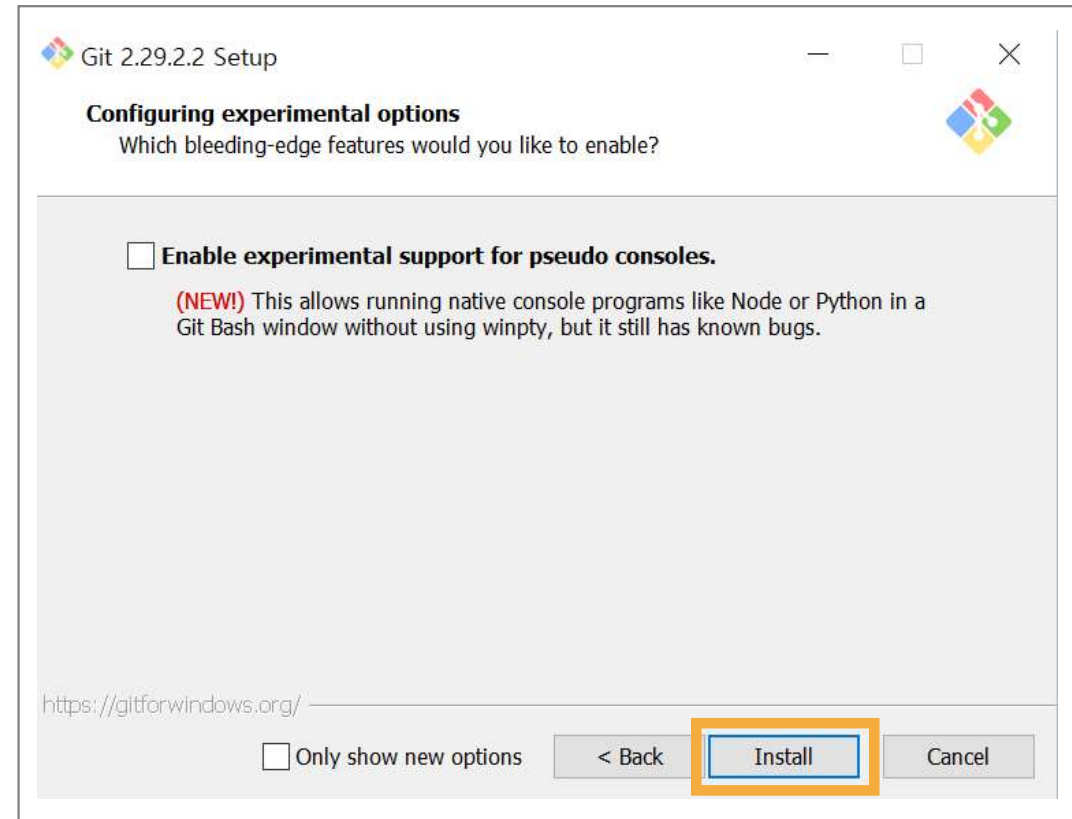 Git 2.29.2.2 Setup
Configuring experimental options
Which bleeding-edge features would you like to enable?
Enable experimental support for pseudo consoles.
(NEW!) This allows running native console programs like Node or Python in a
Git Bash window without using winpty, but it still has known bugs.
https://gitforwindows.org/
Only show new options
< Back
Install
Cancel